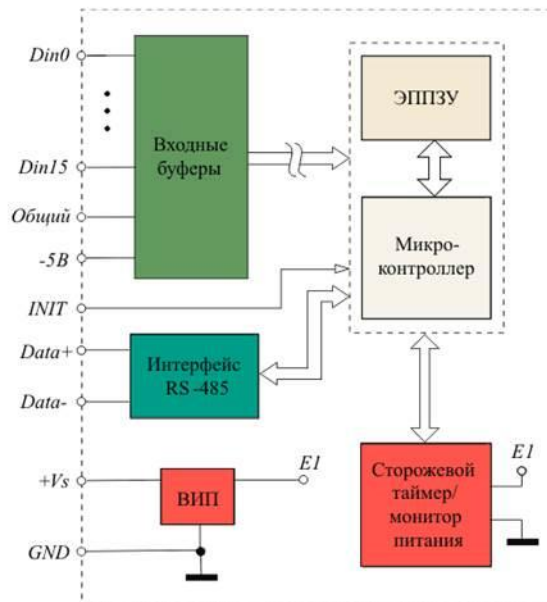 Din0
ЭППЗУ
Входные
буферы
Din15
Общий
-5В
Микро-
контроллер
INIT
Data+
Интерфейс
RS -485
Data-
+Vs
ВИП
E1
Сторожевой
таймер/
монитор
питания
E1
GND